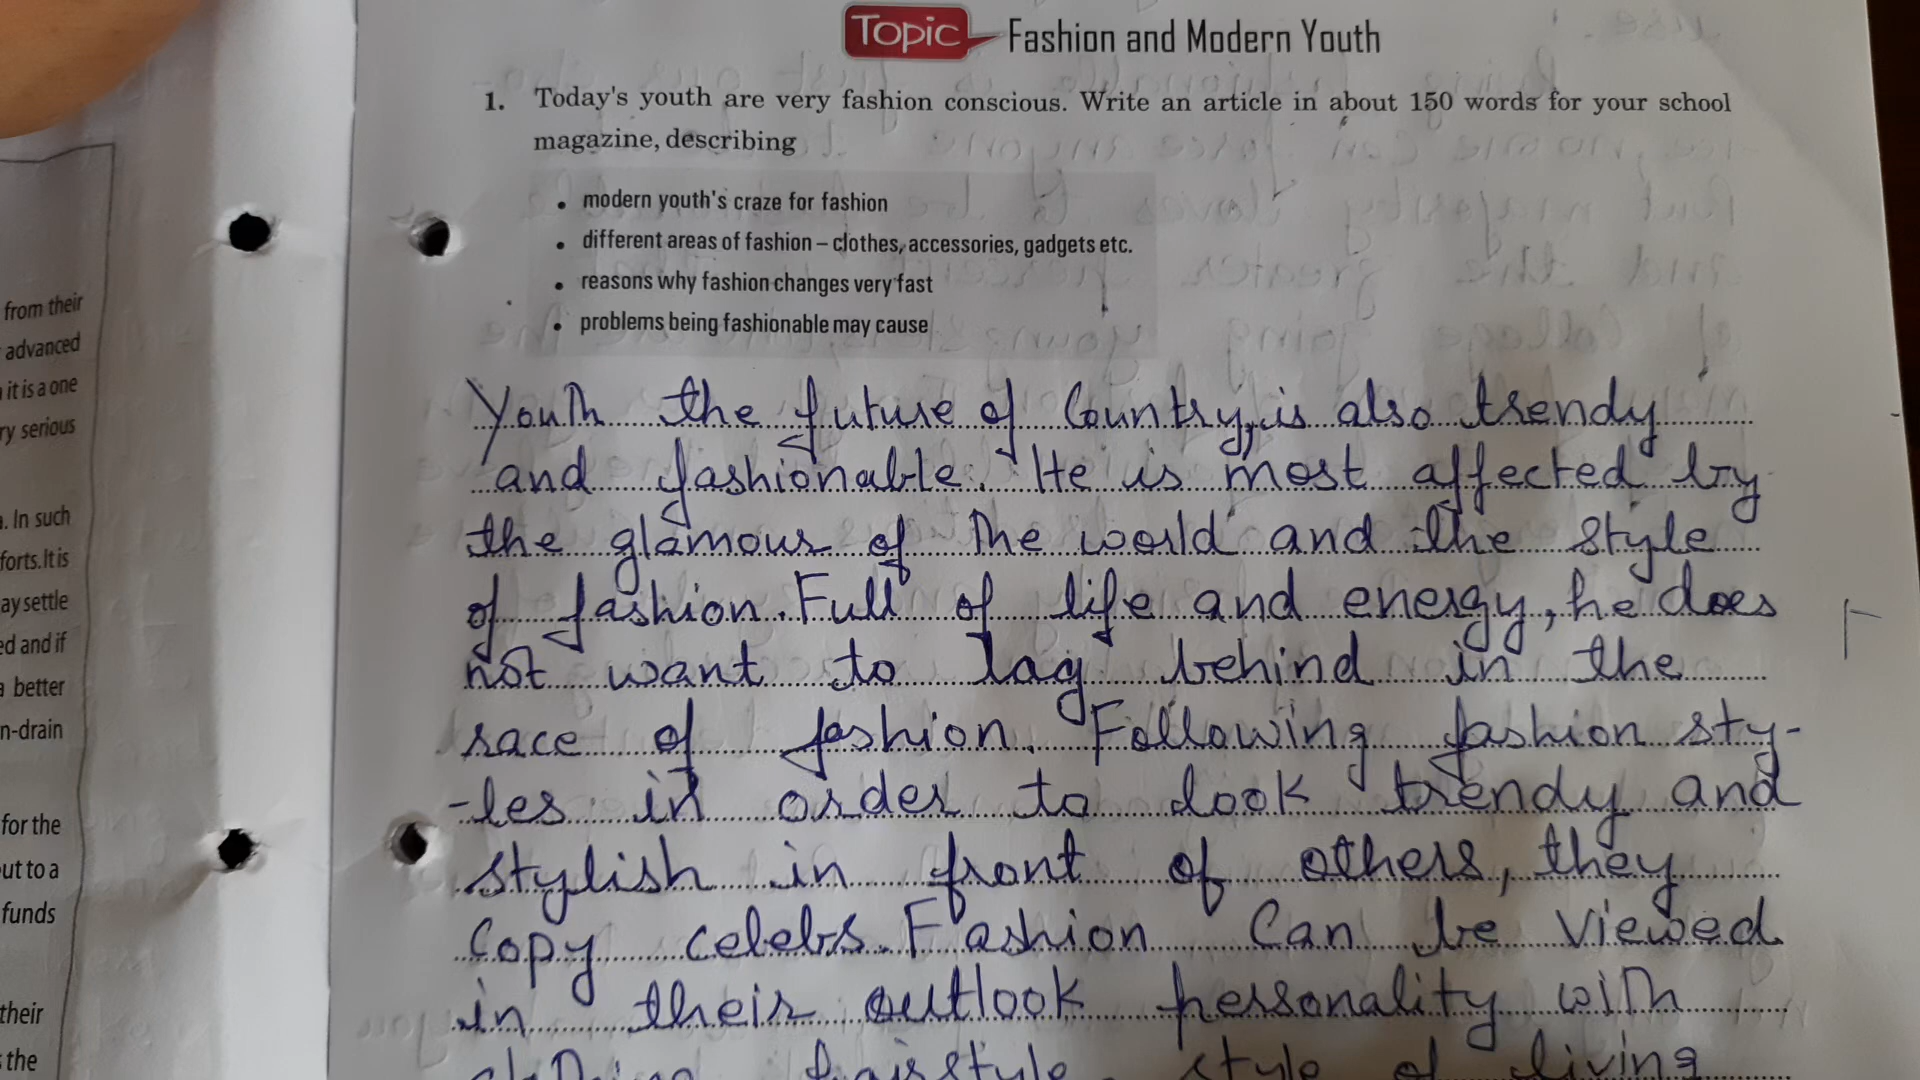 Topic Fashion and Modern Youth
1. Today's youth are very fashion conscious. Write an article in about 150 words for your school
magazine, describing
• modern youth's craze for fashion
• different areas of fashion – clothes, accessories, gadgets etc.
• reasons why fashion changes very fast
• problems being fashionable may cause
Youth the future of Country, is also trendy
and fashionable. He is most affected by
the glamour of the world and the style
of fashion. Full of life and energy, he does
not want to lag behind in the
race of fashion. Following fashion sty-
-les in order to look trendy and
stylish in front of others, they
Copy celebs. Fashion Can be viewed
in their outlook personality with
clothing hairstyle, style of living
from their
advanced
it is a one
ry serious
. In such
forts. It is
ay settle
ed and if
a better
n-drain
for the
ut to a
funds
their
the